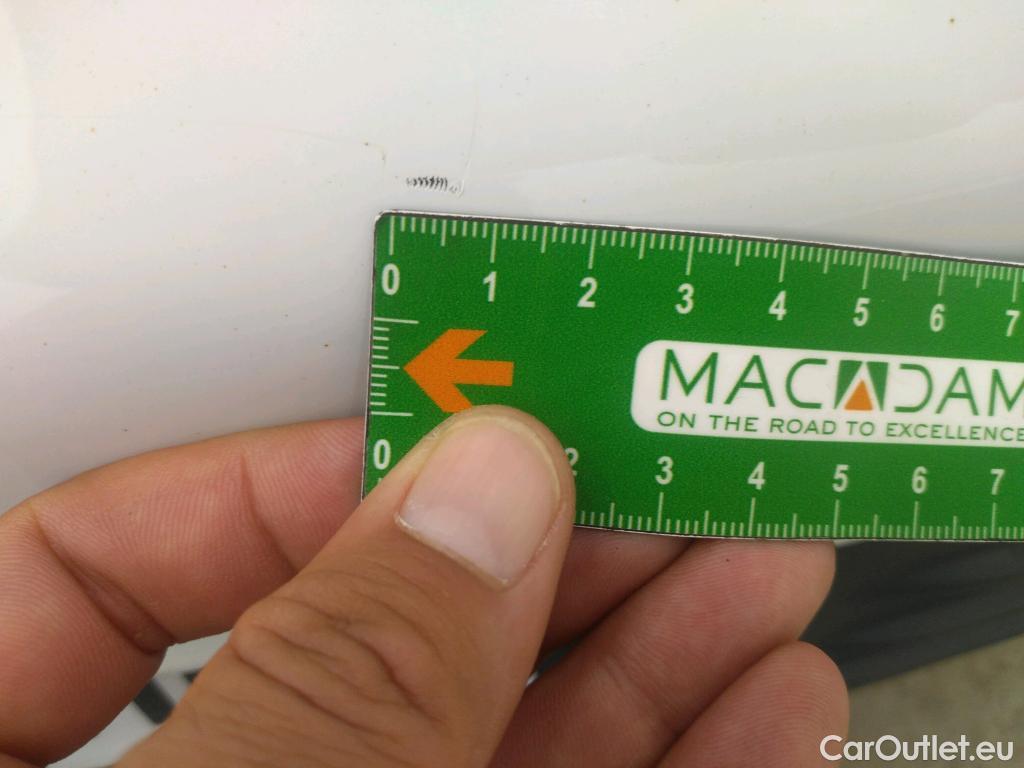 0 1 2 3 4 5 6 7
MACADAM
ON THE ROAD TO EXCELLENCE
0 2 3 4 5 6 7
CarOutlet.eu